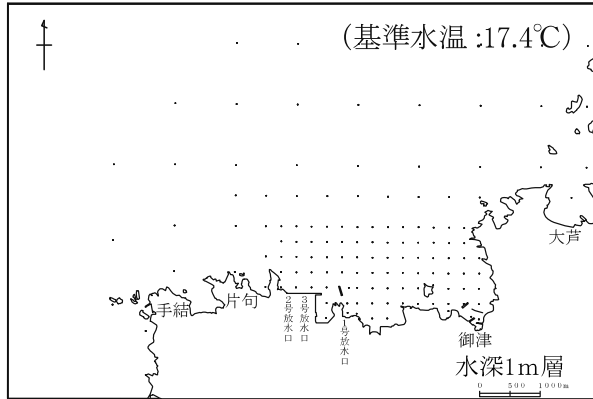 (基準水温:17.4℃)
大芦
手結
片句
2号放水口
3号放水口
1号放水口
御津
水深1m層
0 500 1000m